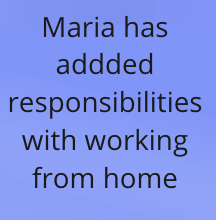 Maria has
addded
responsibilities
with working
from home